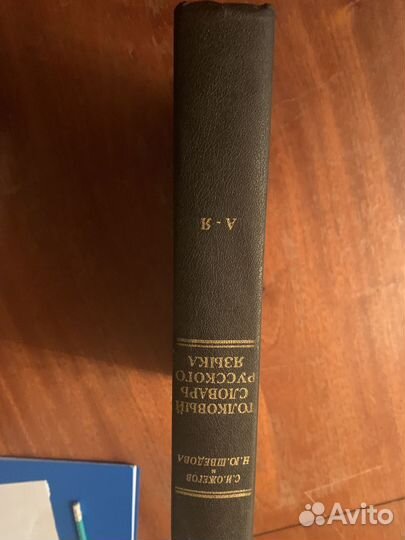 С.И.ОЖЕГОВ
и
Н.Ю.ШВЕДОВА
ТОЛКОВЫЙ
СЛОВАРЬ
РУССКОГО
ЯЗЫКА
А - Я
Avito